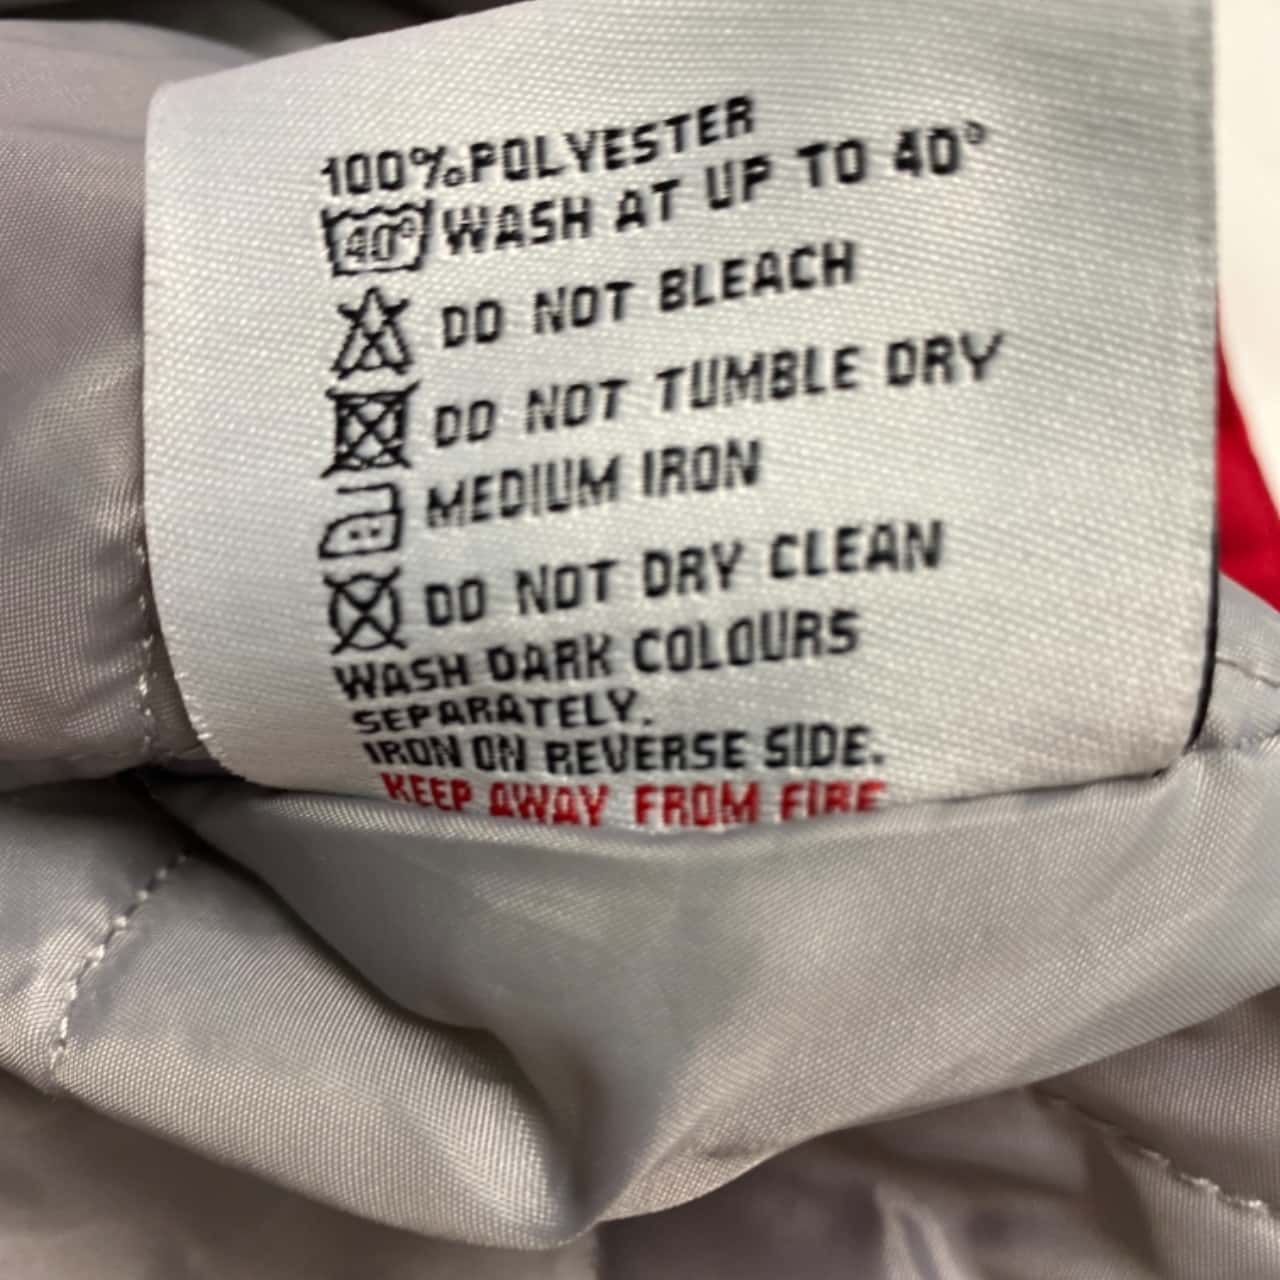 100%POLYESTER
40° WASH AT UP TO 40°
DO NOT BLEACH
DO NOT TUMBLE DRY
MEDIUM IRON
DO NOT DRY CLEAN
WASH DARK COLOURS
SEPARATELY.
IRON ON REVERSE SIDE.
KEEP AWAY FROM FIRE